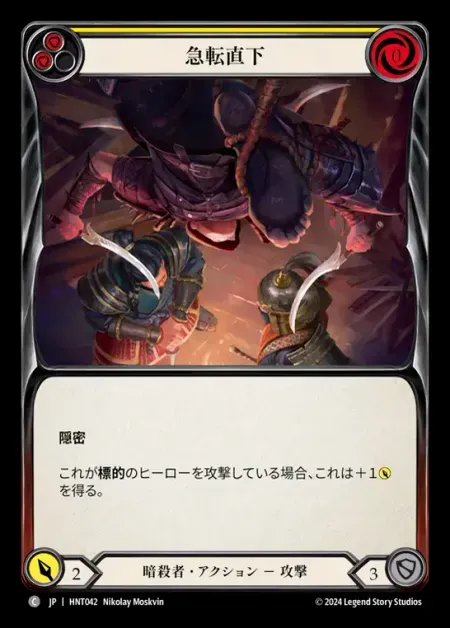 急転直下
0
隠密
これが標的のヒーローを攻撃している場合、これは+1
を得る。
2
暗殺者・アクション － 攻撃
3
C JP | HNT042 Nikolay Moskvin
© 2024 Legend Story Studios